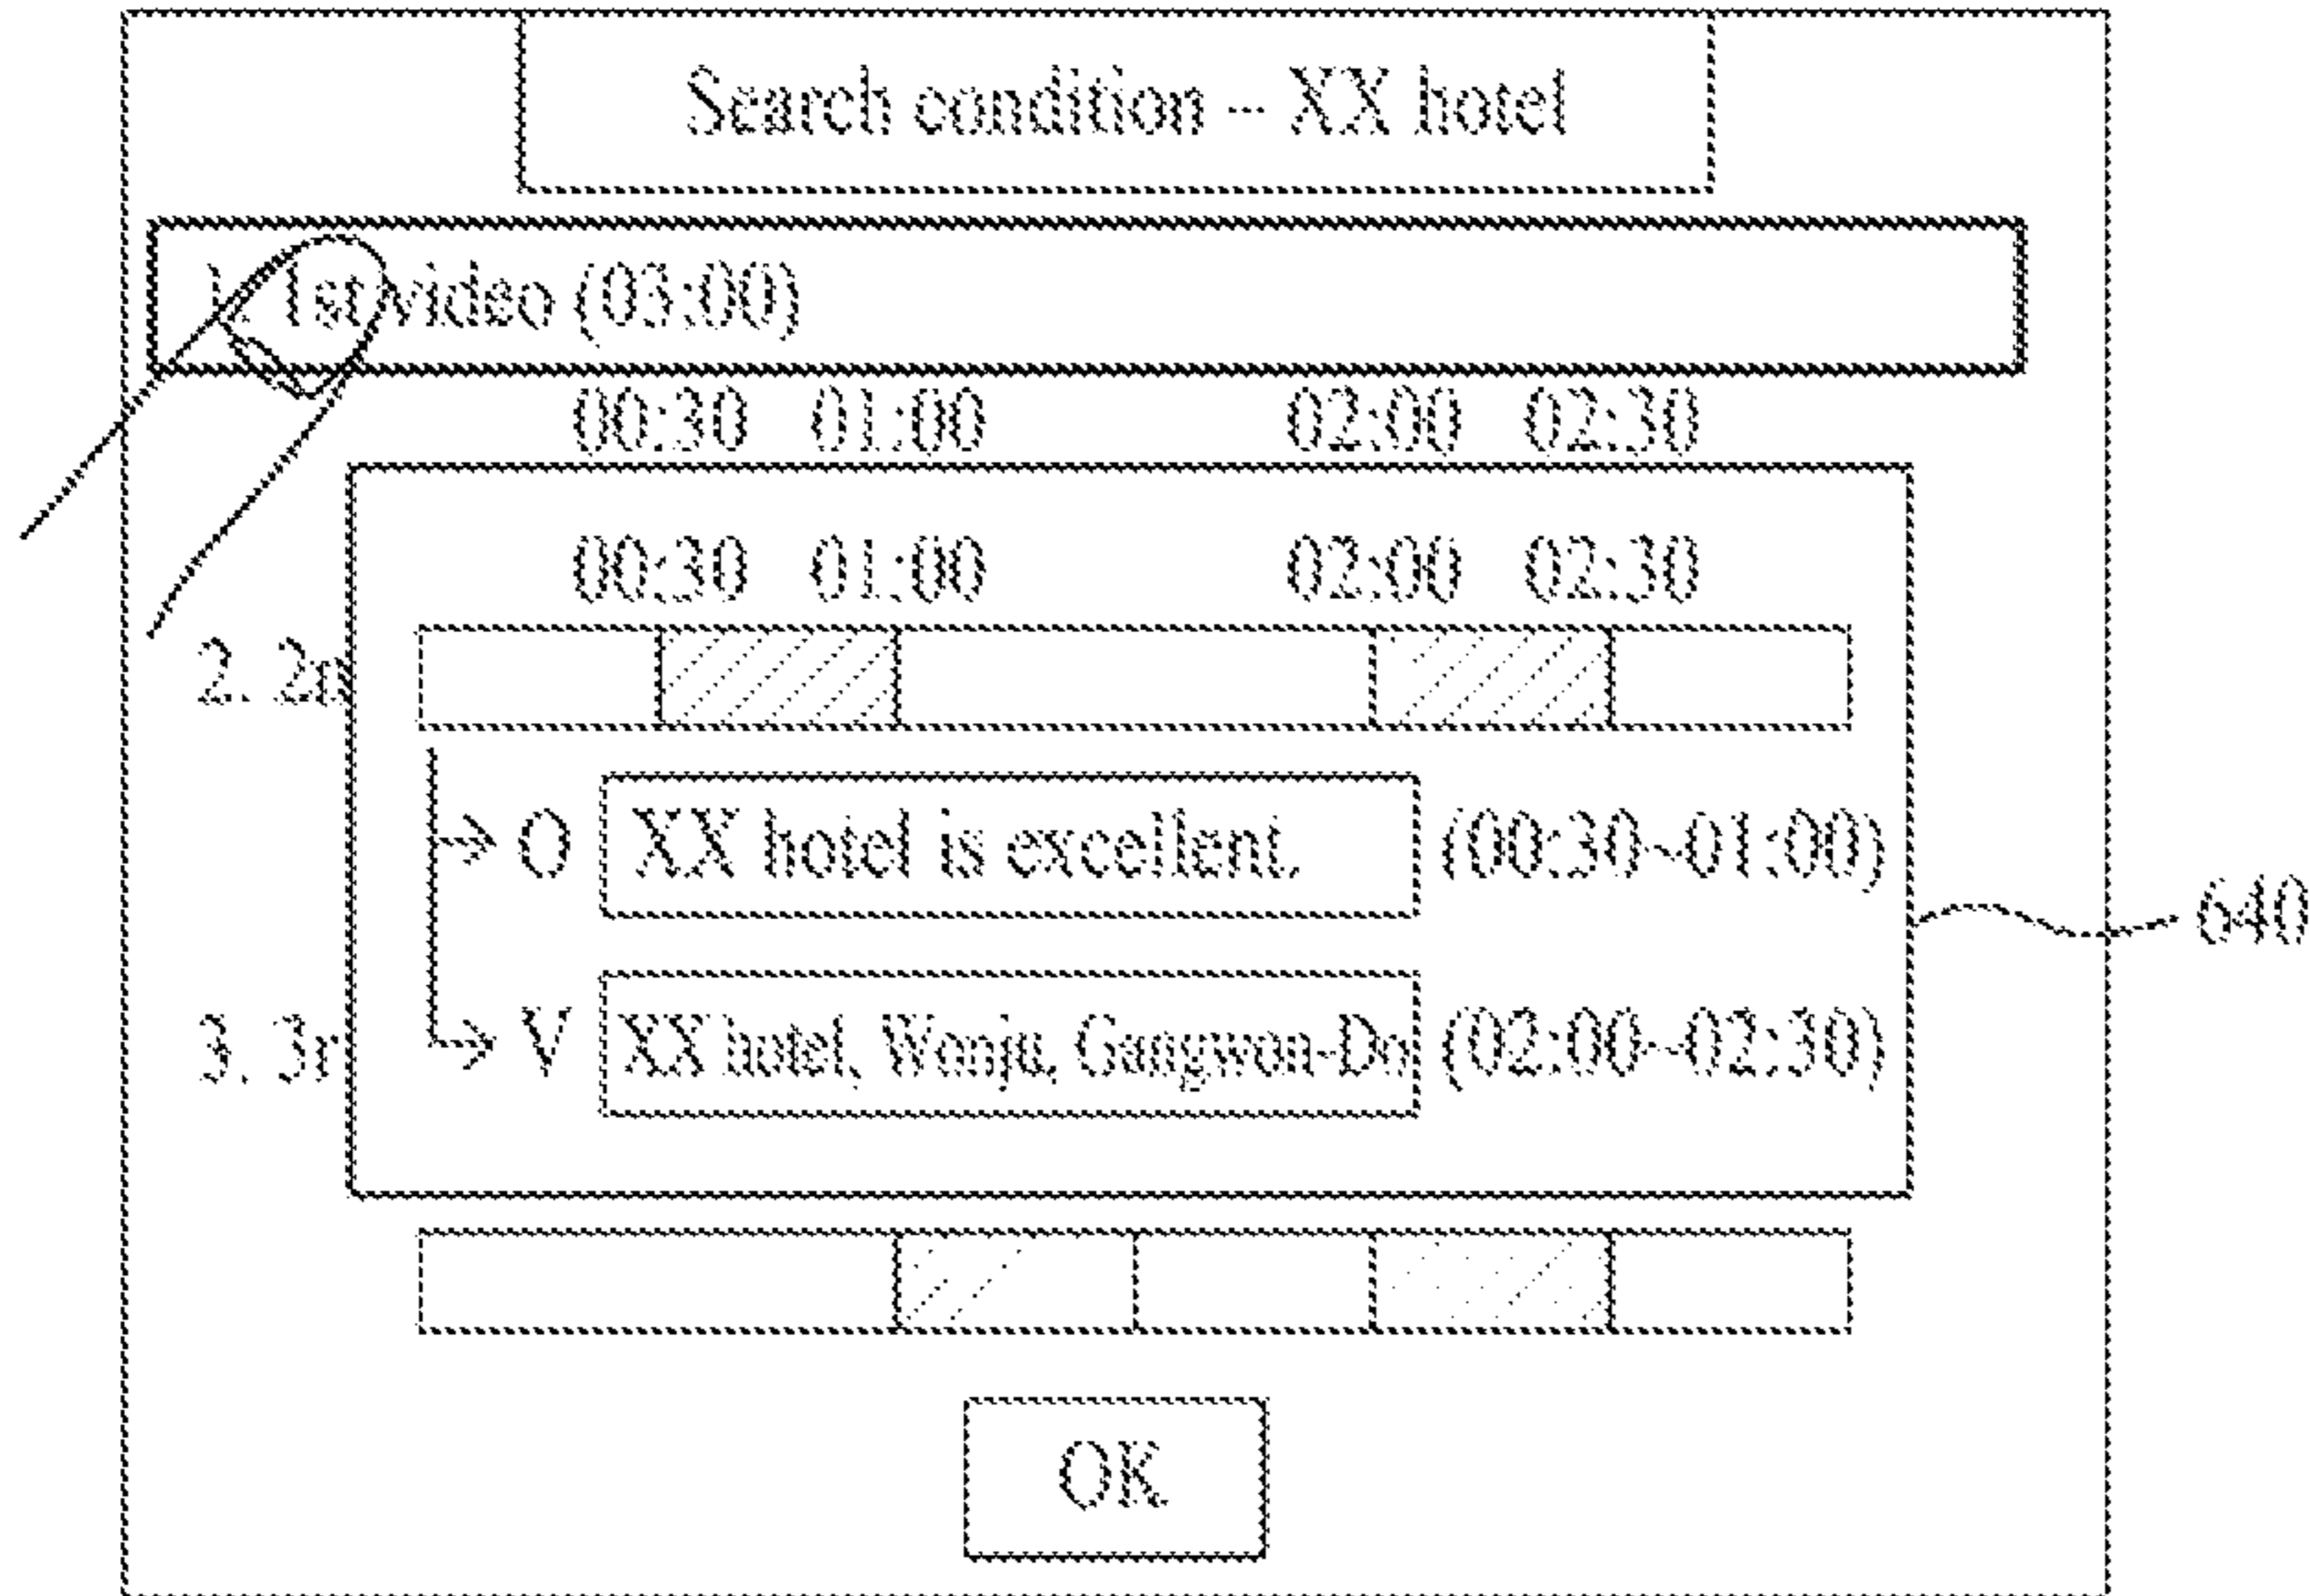 Search condition – XX hotel
1. 1st video (03:00)
00:30 01:00 02:00 02:30
00:30 01:00 02:00 02:30
2. 2n
O XX hotel is excellent. (00:30~01:00)
640
3. 3r V XX hotel, Wonju, Gangwon-Do (02:00~02:30)
OK